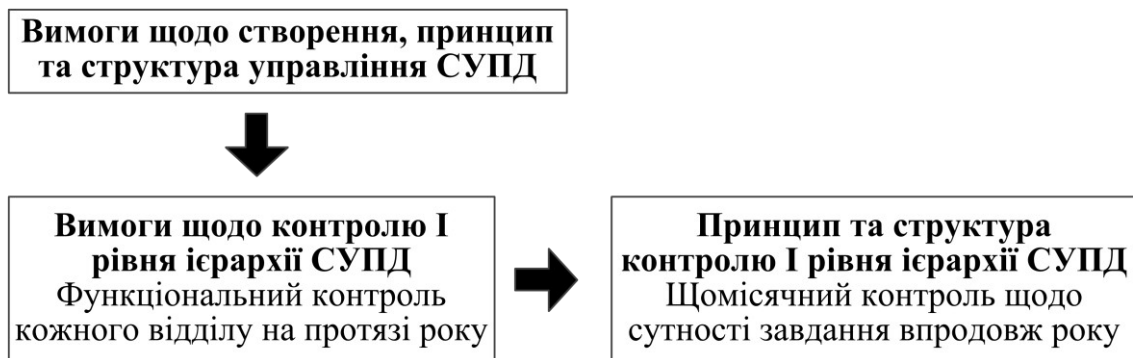 Вимоги щодо створення, принцип
та структура управління СУПД
Вимоги щодо контролю І
рівня ієрархії СУПД
Функціональний контроль
кожного відділу на протязі року
Принцип та структура
контролю І рівня ієрархії СУПД
Щомісячний контроль щодо
сутності завдання впродовж року